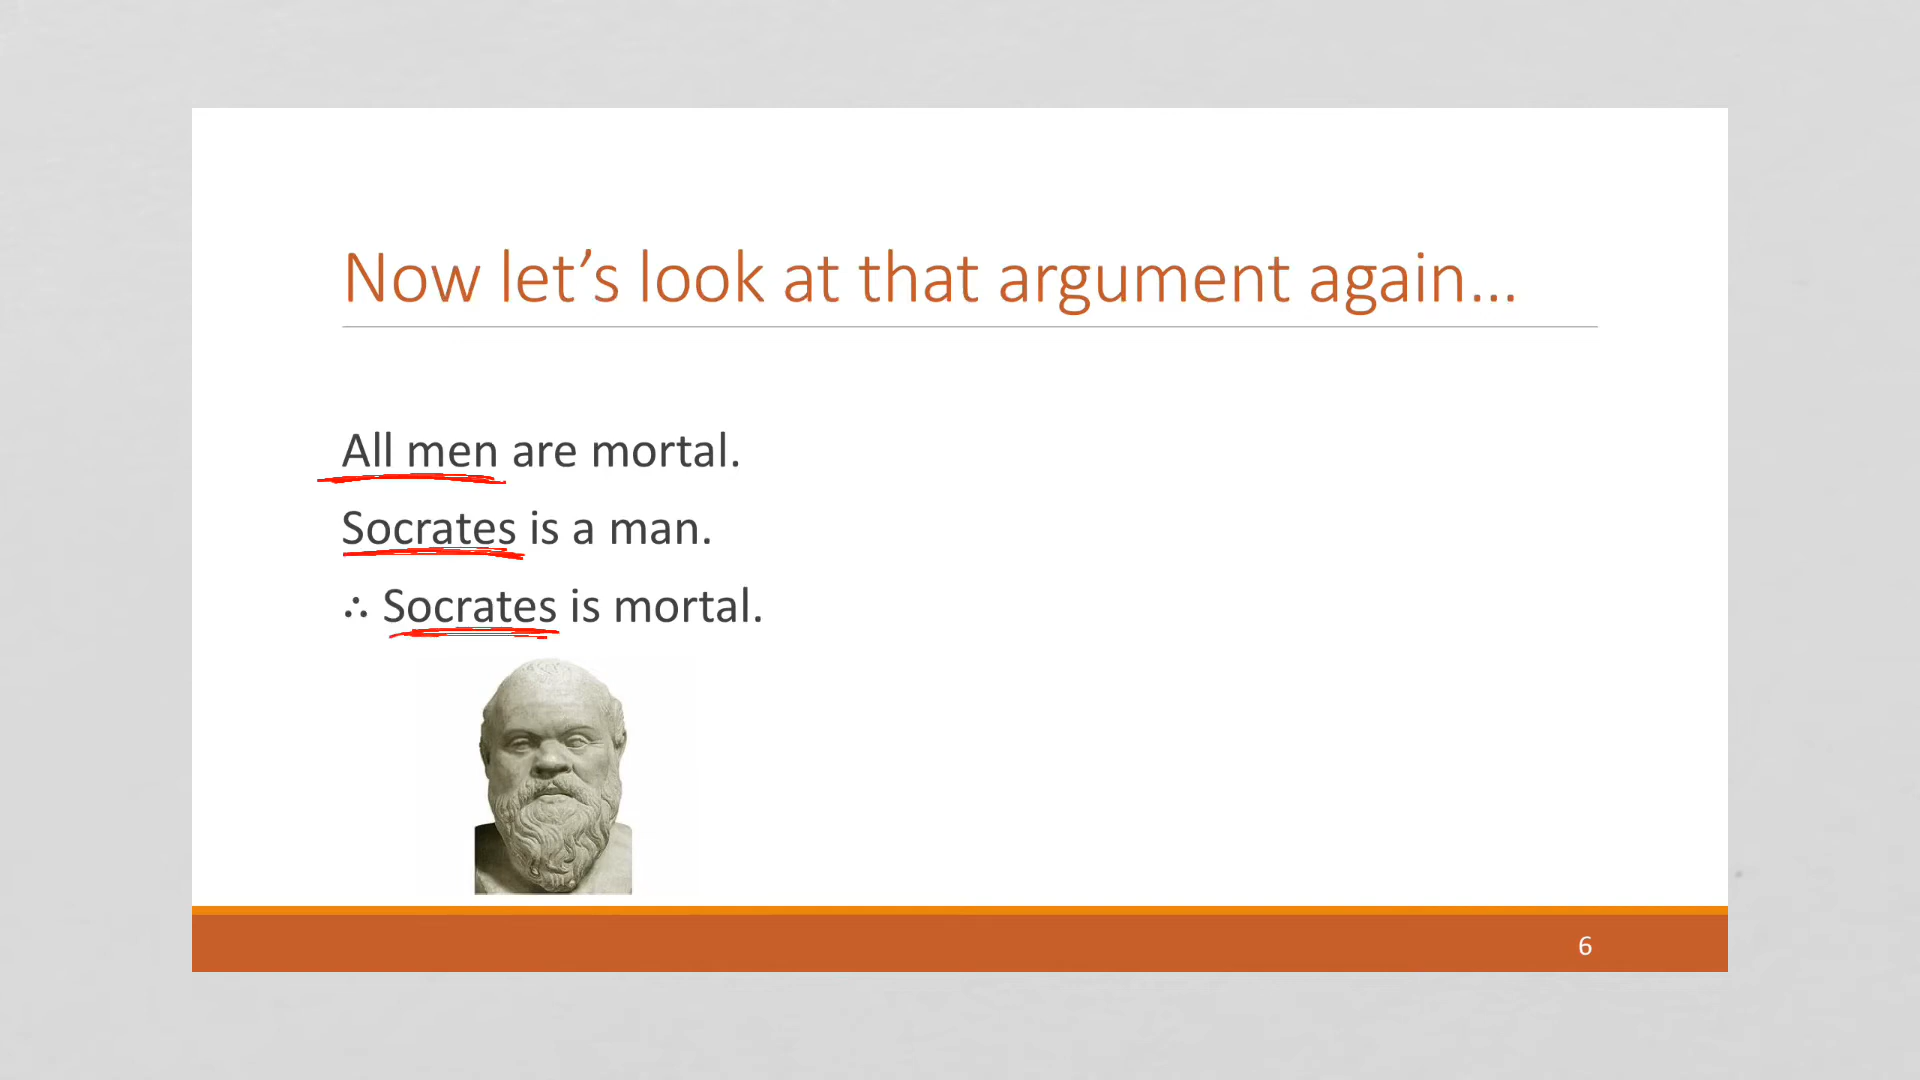 Now let’s look at that argument again…
All men are mortal.
Socrates is a man.
∴ Socrates is mortal.
6